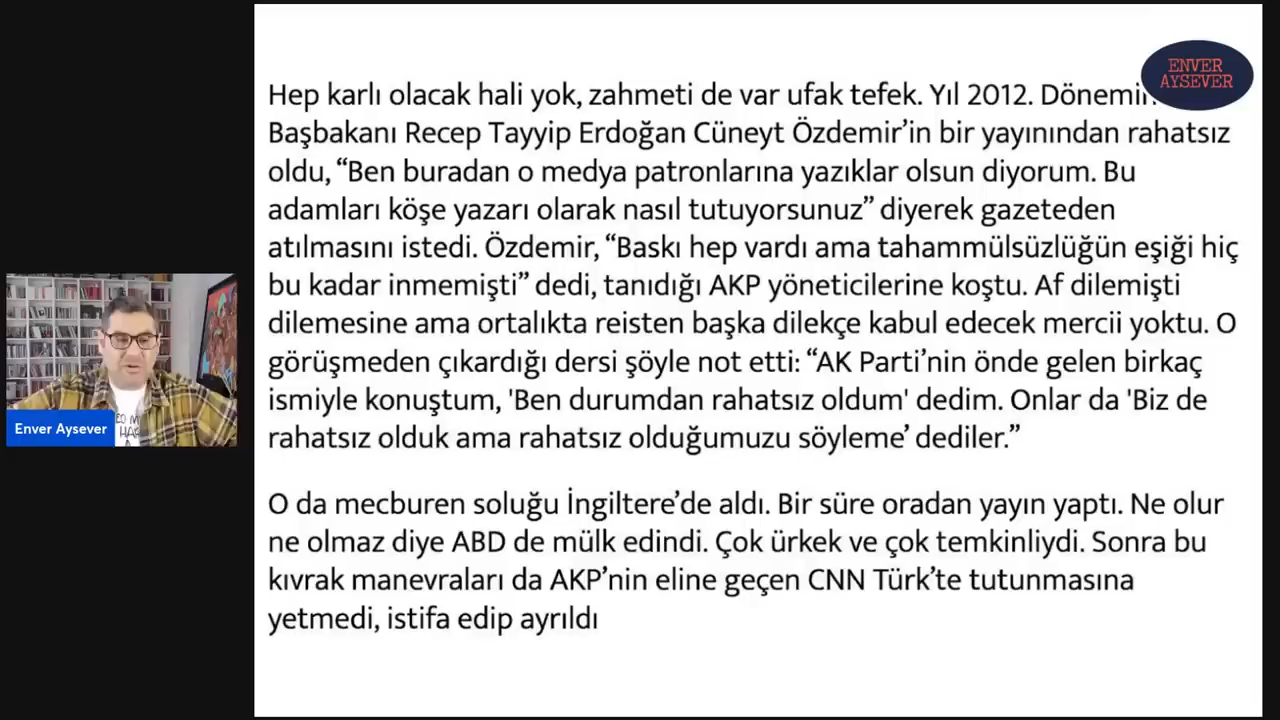 ENVER
AYSEVER
Hep karlı olacak hali yok, zahmeti de var ufak tefek. Yıl 2012.
Başbakanı Recep Tayyip Erdoğan Cüneyt Özdemir’in bir yayınından rahatsız
oldu, “Ben buradan o medya patronlarına yazıklar olsun diyorum. Bu
adamları köşe yazarı olarak nasıl tutuyorsunuz” diyerek gazeteden
atılmasını istedi. Özdemir, “Baskı hep vardı ama tahammülsüzlüğün eşiği hiç
bu kadar inmemişti” dedi, tanıdığı AKP yöneticilerine koştu. Af dilemişti
dilemesine ama ortalıkta reisten başka dilekçe kabul edecek mercii yoktu. O
görüşmeden çıkardığı dersi şöyle not etti: “AK Parti’nin önde gelen birkaç
ismiyle konuştum, 'Ben durumdan rahatsız oldum' dedim. Onlar da 'Biz de
rahatsız olduk ama rahatsız olduğumuzu söyleme’ dediler.”
O da mecburen soluğu İngiltere’de aldı. Bir süre oradan yayın yaptı. Ne olur
ne olmaz diye ABD de mülk edindi. Çok ürkek ve çok temkinliydi. Sonra bu
kıvrak manevraları da AKP’nin eline geçen CNN Türk’te tutunmasına
yetmedi, istifa edip ayrıldı
Enver Aysever